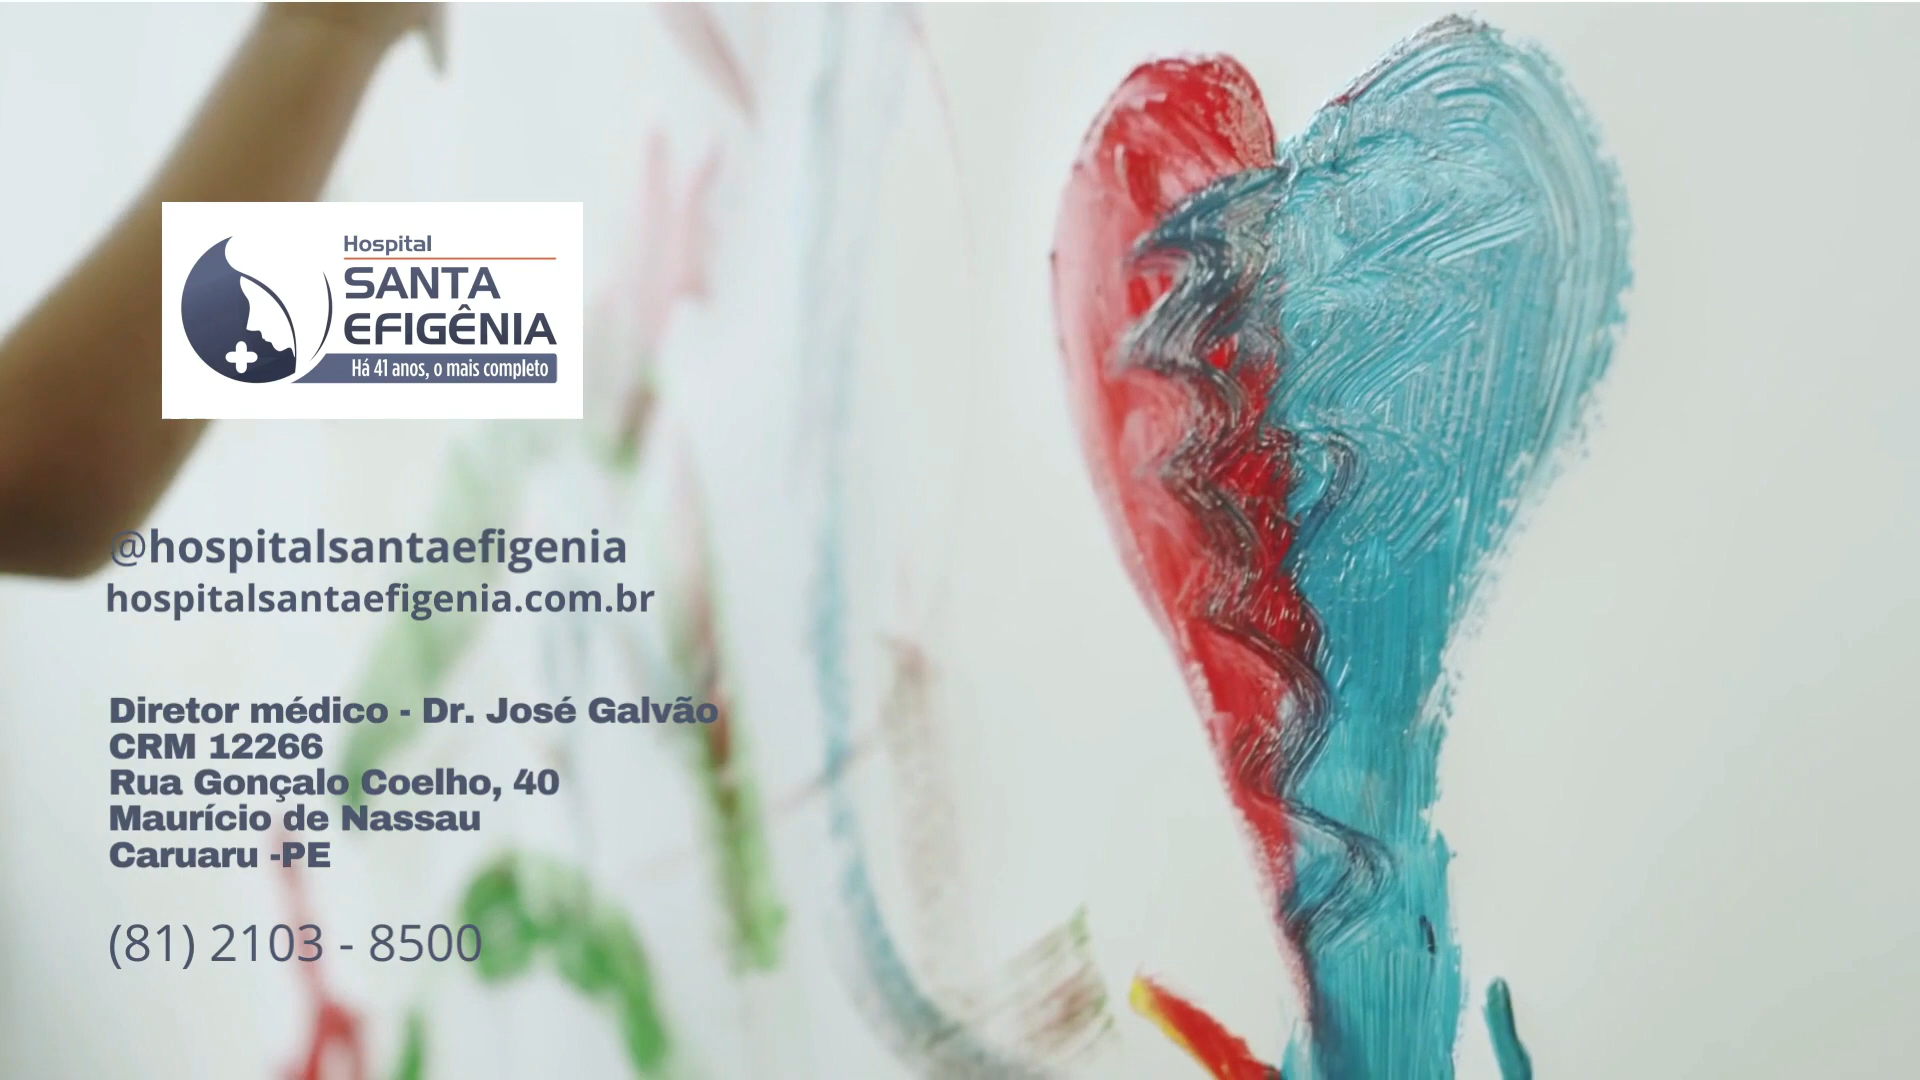 Hospital
SANTA
EFIGÊNIA
Há 41 anos, o mais completo
@hospitalsantaefigenia
hospitalsantaefigenia.com.br
Diretor médico - Dr. José Galvão
CRM 12266
Rua Gonçalo Coelho, 40
Maurício de Nassau
Caruaru -PE
(81) 2103 - 8500